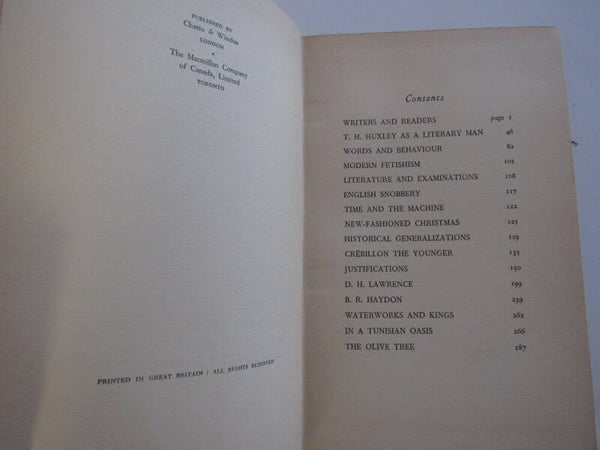 PUBLISHED BY
Chatto & Windus
LONDON
*
The Macmillan Company
of Canada, Limited
TORONTO
PRINTED IN GREAT BRITAIN : ALL RIGHTS RESERVED
Contents
WRITERS AND READERS page 1
T. H. HUXLEY AS A LITERARY MAN 46
WORDS AND BEHAVIOUR 82
MODERN FETISHISM 101
LITERATURE AND EXAMINATIONS 108
ENGLISH SNOBBERY 117
TIME AND THE MACHINE 122
NEW-FASHIONED CHRISTMAS 125
HISTORICAL GENERALIZATIONS 129
CRÉBILLON THE YOUNGER 135
JUSTIFICATIONS 150
D. H. LAWRENCE 199
B. R. HAYDON 239
WATERWORKS AND KINGS 262
IN A TUNISIAN OASIS 266
THE OLIVE TREE 287